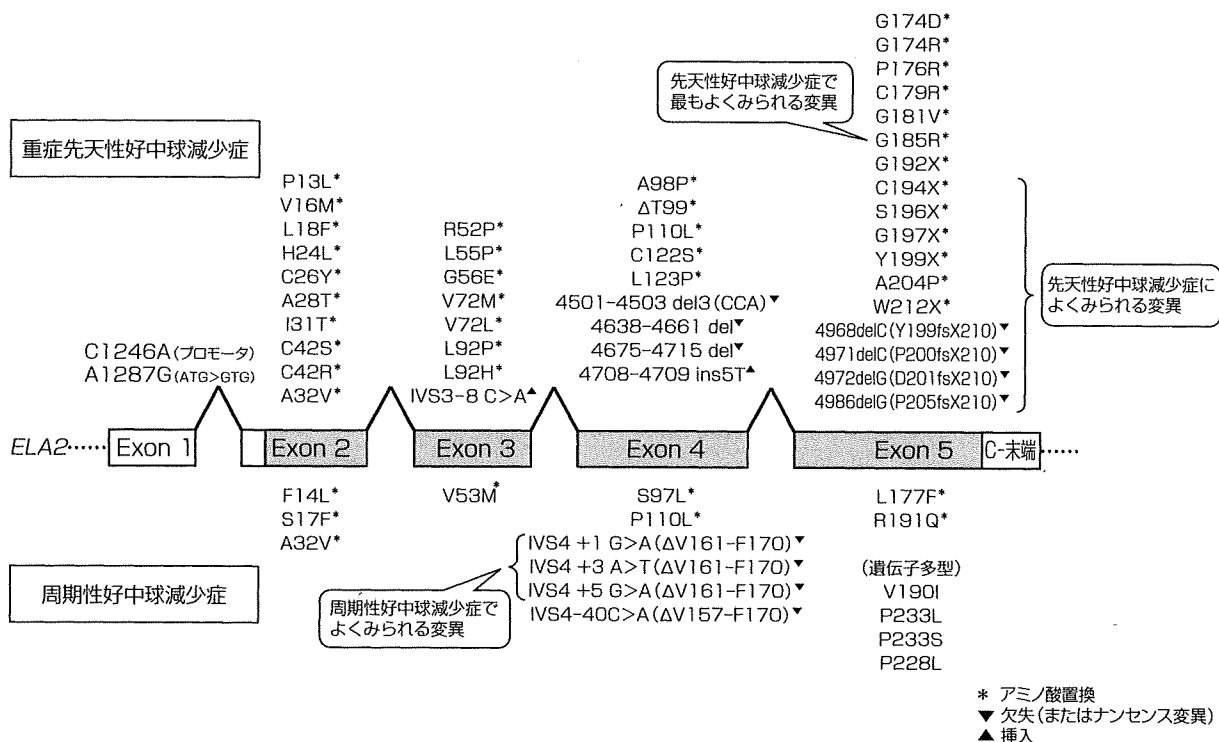 G174D*
G174R*
P176R*
C179R*
G181V*
G185R*
G192X*
C194X*
S196X*
G197X*
Y199X*
A204P*
W212X*
4968delC(Y199fsX210)▼
4971delC(P200fsX210)▼
4972delG(D201fsX210)▼
4986delG(P205fsX210)▼
先天性好中球減少症で
最もよくみられる変異
先天性好中球減少症に
よくみられる変異
重症先天性好中球減少症
C1246A(プロモータ)
A1287G(ATG>GTG)
P13L*
V16M*
L18F*
H24L*
C26Y*
A28T*
I31T*
C42S*
C42R*
A32V*
R52P*
L55P*
G56E*
V72M*
V72L*
L92P*
L92H*
IVS3-8 C>A▲
A98P*
ΔT99*
P110L*
C122S*
L123P*
4501-4503 del3(CCA)▼
4638-4661 del▼
4675-4715 del▼
4708-4709 ins5T▲
ELA2······ Exon 1 Exon 2 Exon 3 Exon 4 Exon 5 C-末端 ······
周期性好中球減少症
F14L*
S17F*
A32V*
V53M*
S97L*
P110L*
IVS4 +1 G>A(ΔV161-F170)▼
IVS4 +3 A>T(ΔV161-F170)▼
IVS4 +5 G>A(ΔV161-F170)▼
IVS4-40C>A(ΔV157-F170)▼
周期性好中球減少症で
よくみられる変異
L177F*
R191Q*
(遺伝子多型)
V190I
P233L
P233S
P228L
* アミノ酸置換
▼ 欠失(またはナンセンス変異)
▲ 挿入